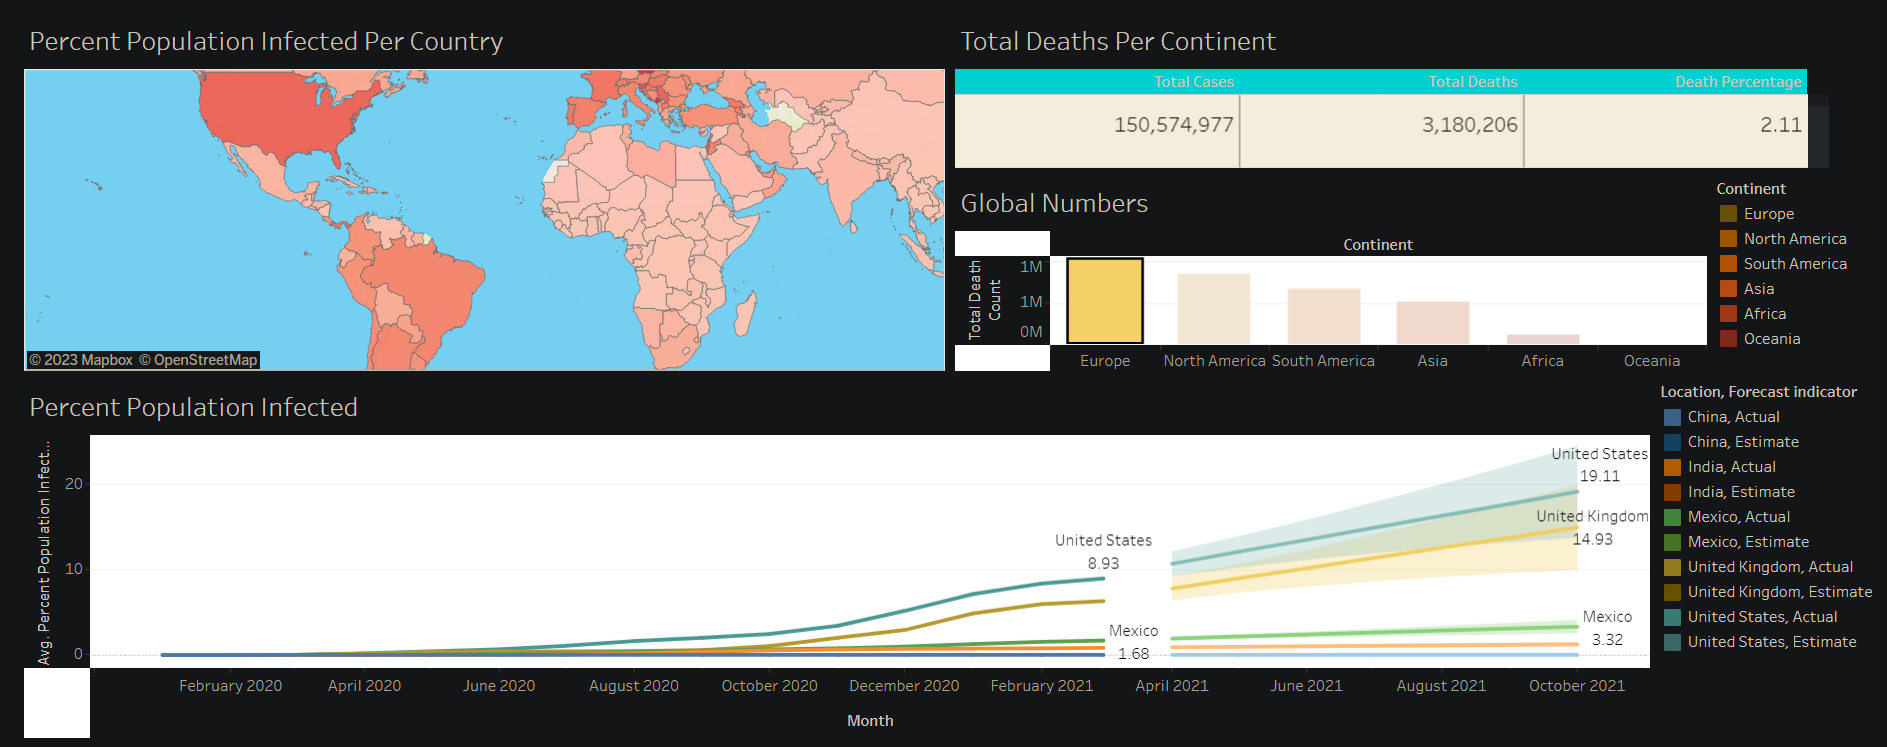 Percent Population Infected Per Country
© 2023 Mapbox © OpenStreetMap
Total Deaths Per Continent
Total Cases Total Deaths Death Percentage
150,574,977 3,180,206 2.11
Global Numbers
Continent
Total Death
Count
1M
1M
0M
Europe North America South America Asia Africa Oceania
Continent
Europe
North America
South America
Asia
Africa
Oceania
Percent Population Infected
Avg. Percent Population Infect...
20
10
0
United States
8.93
Mexico
1.68
United States
19.11
United Kingdom
14.93
Mexico
3.32
February 2020 April 2020 June 2020 August 2020 October 2020 December 2020 February 2021 April 2021 June 2021 August 2021 October 2021
Month
Location, Forecast indicator
China, Actual
China, Estimate
India, Actual
India, Estimate
Mexico, Actual
Mexico, Estimate
United Kingdom, Actual
United Kingdom, Estimate
United States, Actual
United States, Estimate